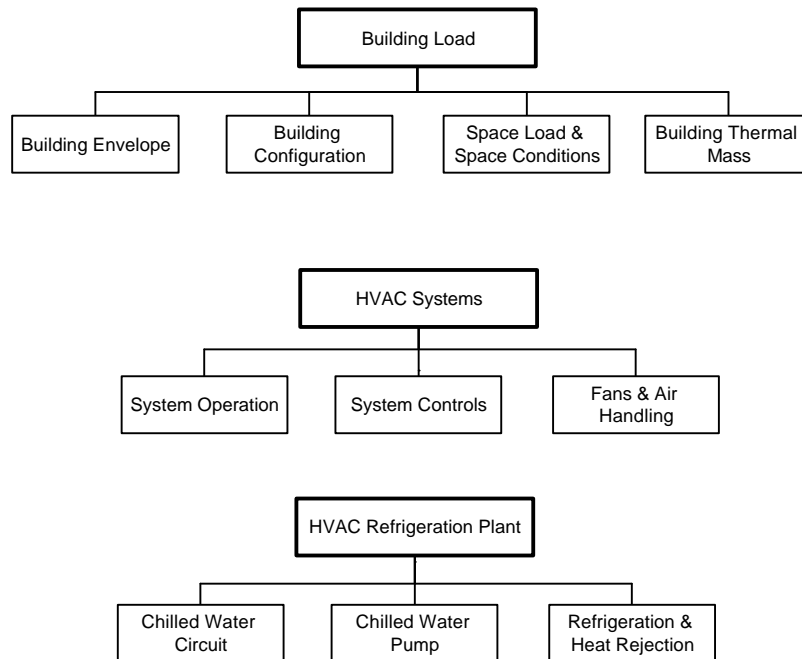 Building Load
Building Envelope
Building
Configuration
Space Load &
Space Conditions
Building Thermal
Mass
HVAC Systems
System Operation
System Controls
Fans & Air
Handling
HVAC Refrigeration Plant
Chilled Water
Circuit
Chilled Water
Pump
Refrigeration &
Heat Rejection